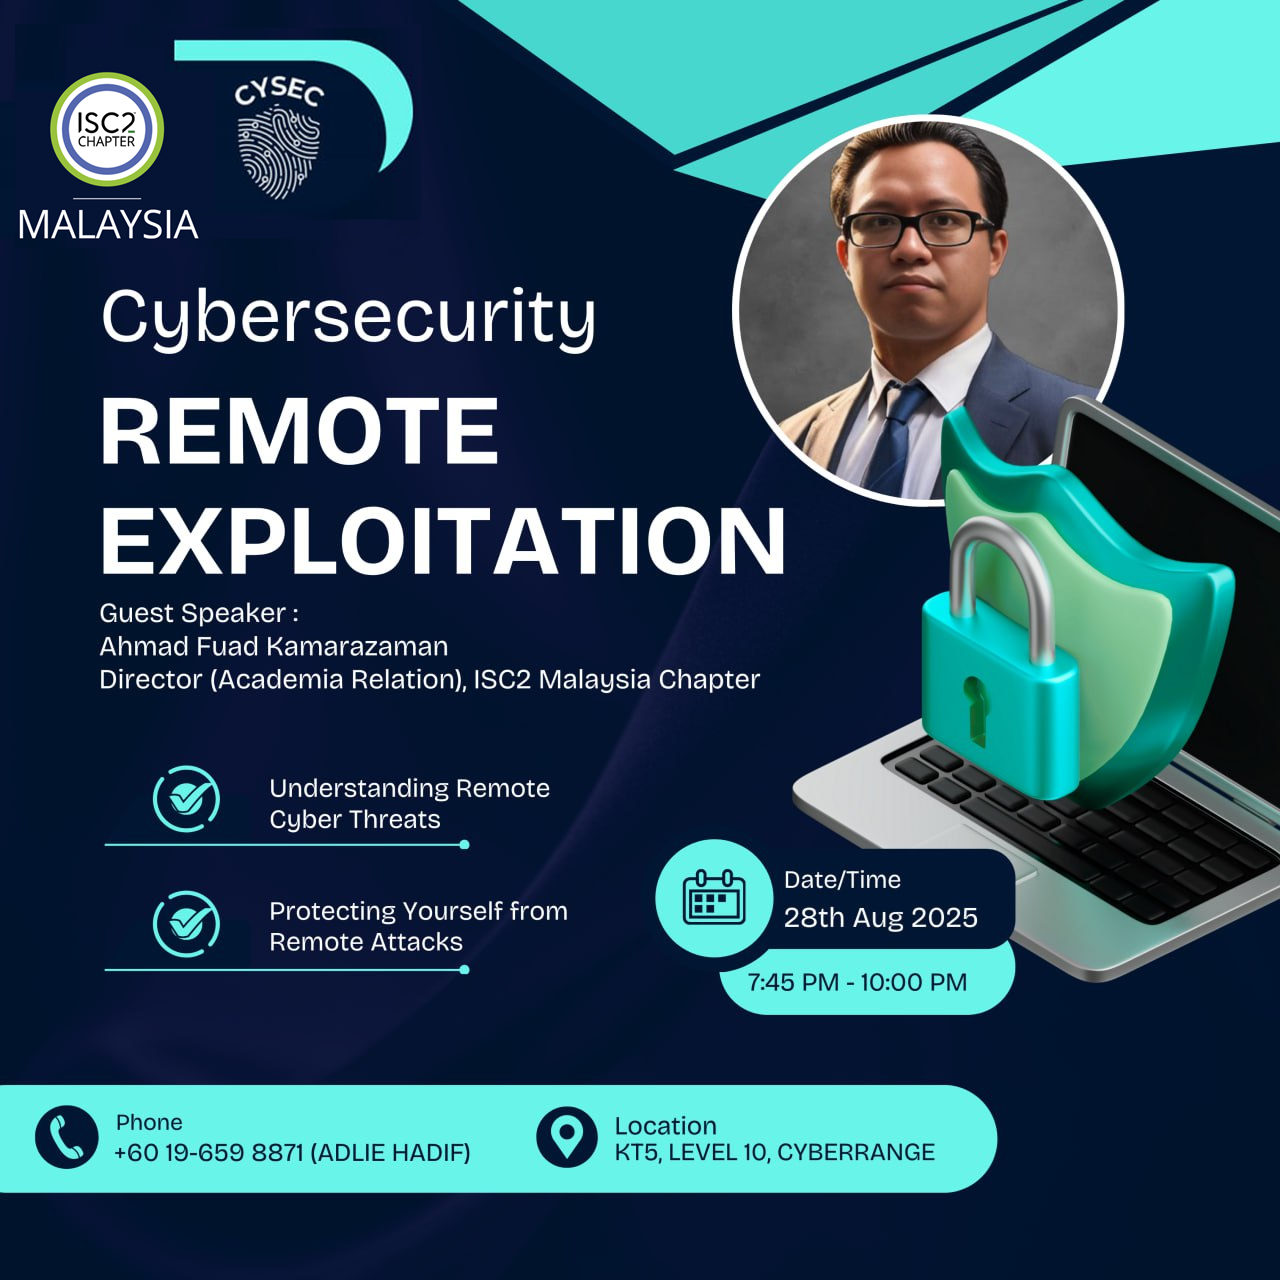 ISC2
CHAPTER
MALAYSIA
CYSEC
Cybersecurity
REMOTE
EXPLOITATION
Guest Speaker :
Ahmad Fuad Kamarazaman
Director (Academia Relation), ISC2 Malaysia Chapter
Understanding Remote
Cyber Threats
Protecting Yourself from
Remote Attacks
Date/Time
28th Aug 2025
7:45 PM - 10:00 PM
Phone
+60 19-659 8871 (ADLIE HADIF)
Location
KT5, LEVEL 10, CYBERRANGE